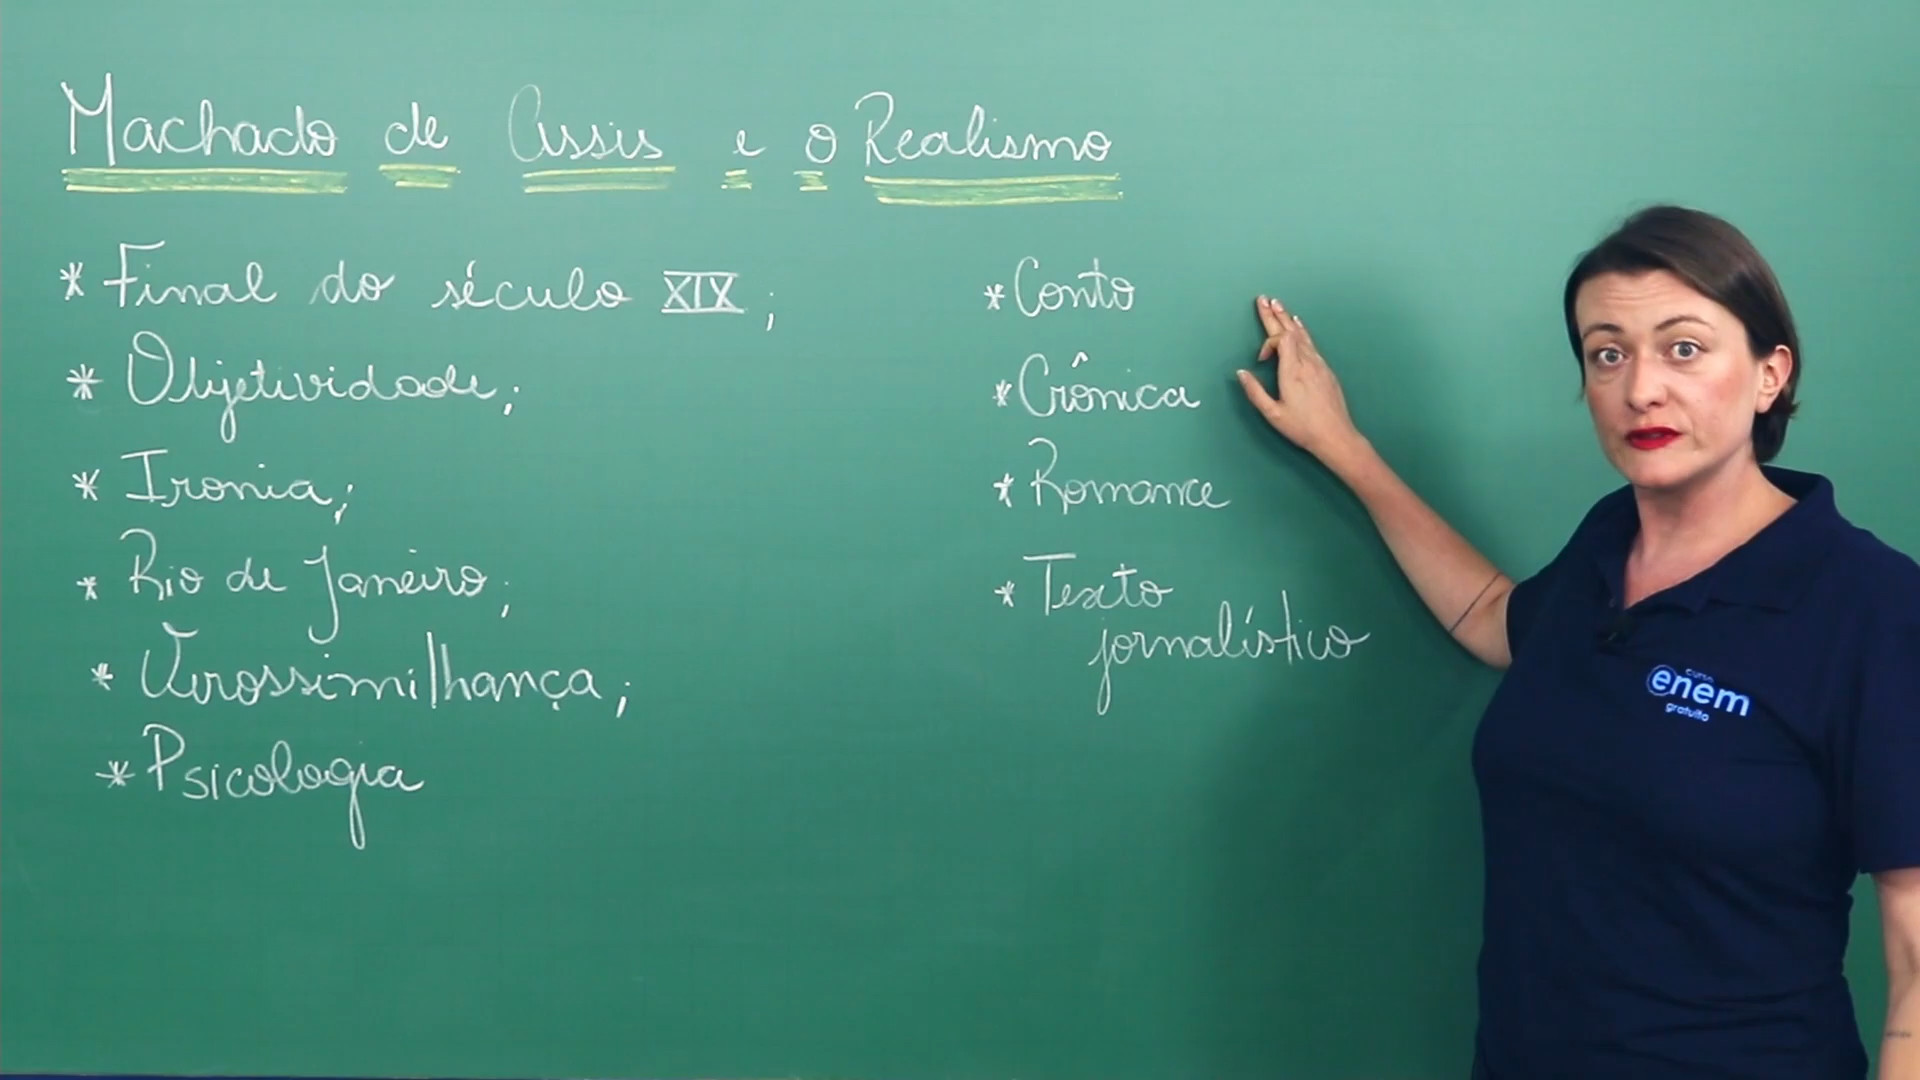 Machado de Assis e o Realismo
* Final do século XIX;
* Objetividade;
* Ironia;
* Rio de Janeiro;
* Verossimilhança;
* Psicologia
* Conto
* Crônica
* Romance
* Texto
jornalístico
curso
enem
gratuito